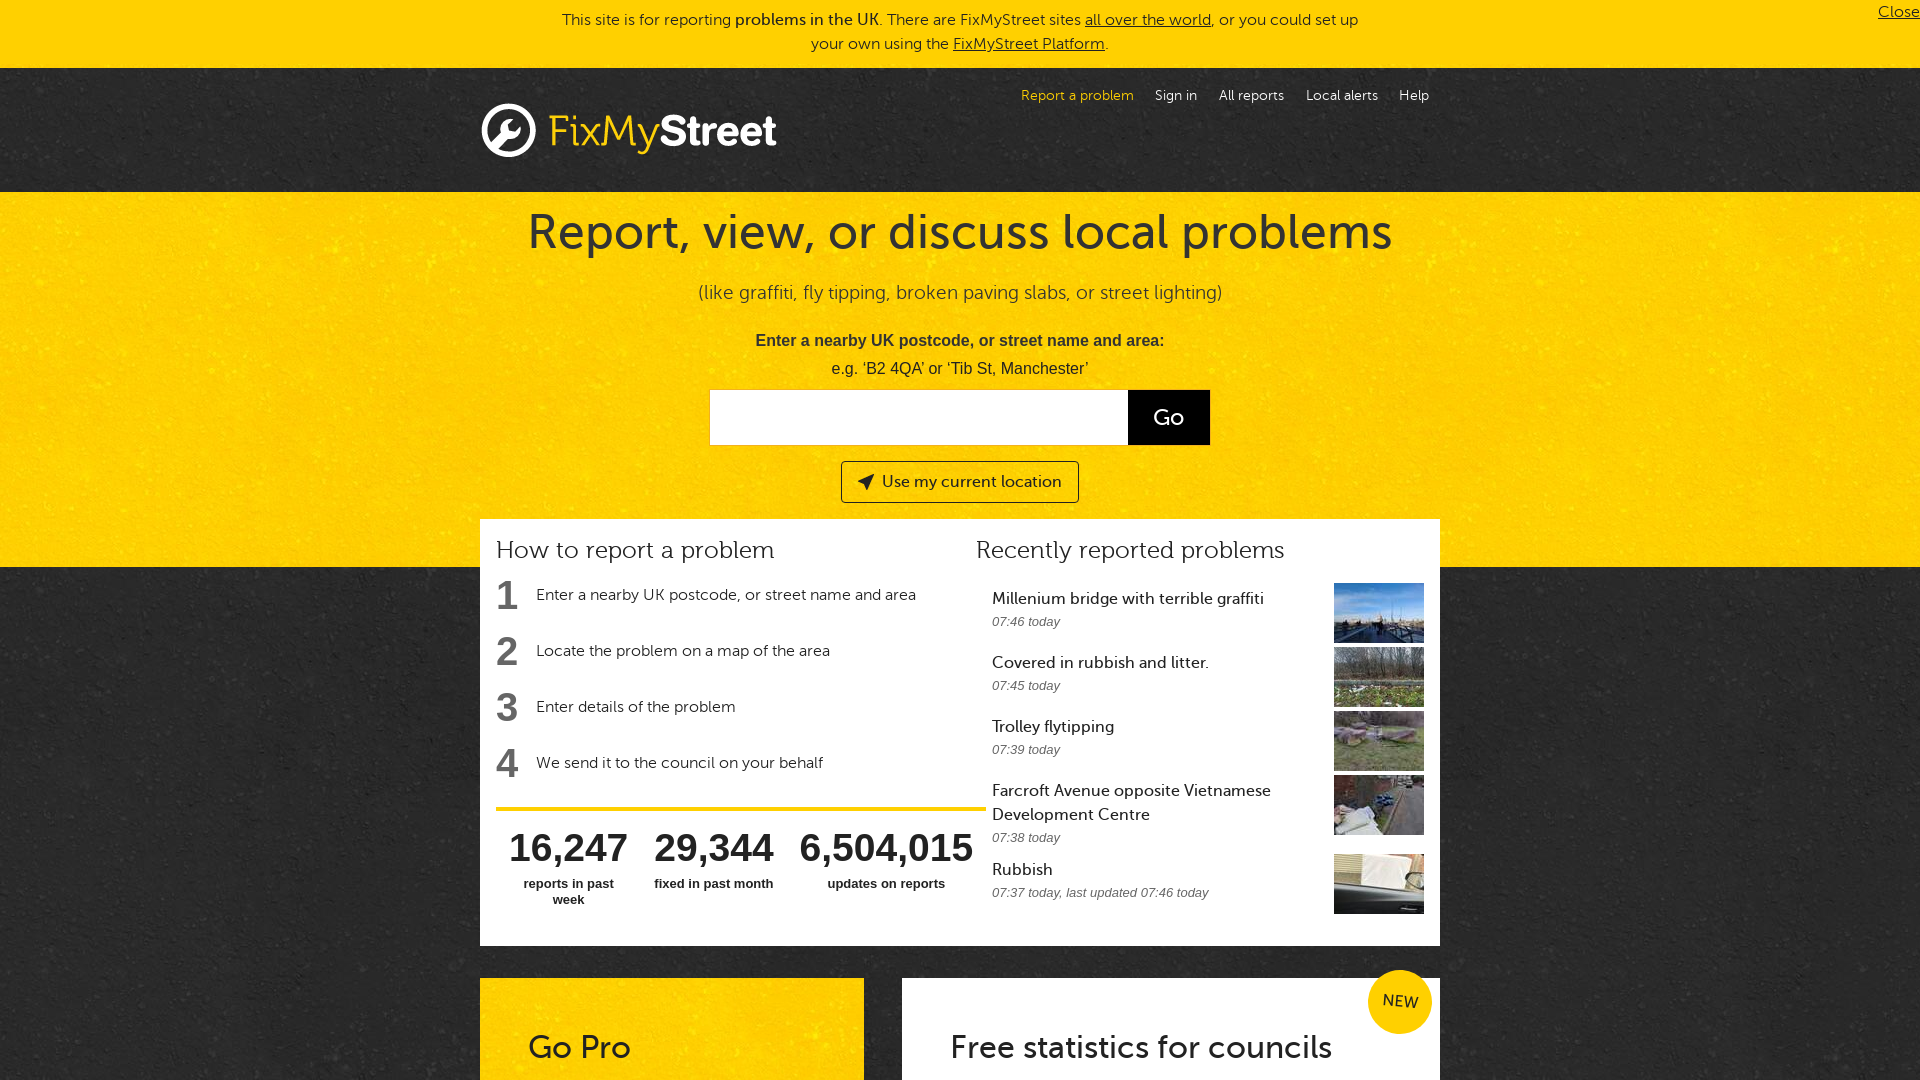 This site is for reporting problems in the UK. There are FixMyStreet sites all over the world, or you could set up
your own using the FixMyStreet Platform.
Close
Report a problem Sign in All reports Local alerts Help
FixMyStreet
Report, view, or discuss local problems
(like graffiti, fly tipping, broken paving slabs, or street lighting)
Enter a nearby UK postcode, or street name and area:
e.g. ‘B2 4QA’ or ‘Tib St, Manchester’
Go
Use my current location
How to report a problem
1 Enter a nearby UK postcode, or street name and area
2 Locate the problem on a map of the area
3 Enter details of the problem
4 We send it to the council on your behalf
16,247 29,344 6,504,015
reports in past fixed in past month updates on reports
week
Recently reported problems
Millenium bridge with terrible graffiti
07:46 today
Covered in rubbish and litter.
07:45 today
Trolley flytipping
07:39 today
Farcroft Avenue opposite Vietnamese
Development Centre
07:38 today
Rubbish
07:37 today, last updated 07:46 today
Go Pro
NEW
Free statistics for councils